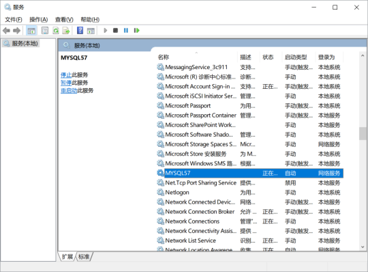 服务
文件(F) 操作(A) 查看(V) 帮助(H)
服务(本地)
服务(本地)
MYSQL57
停止此服务
暂停此服务
重启动此服务
名称 描述 状态 启动类型 登录为
MessagingService_3c911 支持... 手动(触发... 本地系统
Microsoft (R) 诊断中心标准... 诊断... 手动 本地系统
Microsoft Account Sign-in ... 支持... 正在... 手动(触发... 本地系统
Microsoft iSCSI Initiator Ser... 管理... 手动 本地系统
Microsoft Passport 为用... 手动(触发... 本地系统
Microsoft Passport Container 管理... 手动(触发... 本地服务
Microsoft SharePoint Work... 手动 本地服务
Microsoft Software Shado... 管理... 手动 本地系统
Microsoft Storage Spaces S... Micr... 手动 网络服务
Microsoft Store 安装服务 为 M... 手动 本地系统
Microsoft Windows SMS 路... 根据... 手动(触发... 本地服务
MYSQL57 正在... 自动 网络服务
Net.Tcp Port Sharing Service 提供... 禁用 本地服务
Netlogon 为用... 手动 本地系统
Network Connected Devic... 网络... 手动(触发... 本地服务
Network Connection Broker 允许 ... 正在... 手动(触发... 本地系统
Network Connections 管理"... 正在... 手动 本地系统
Network Connectivity Assis... 提供... 手动(触发... 本地系统
Network List Service 识别... 正在... 手动 本地服务
Network Location Awarene...
扩展 标准